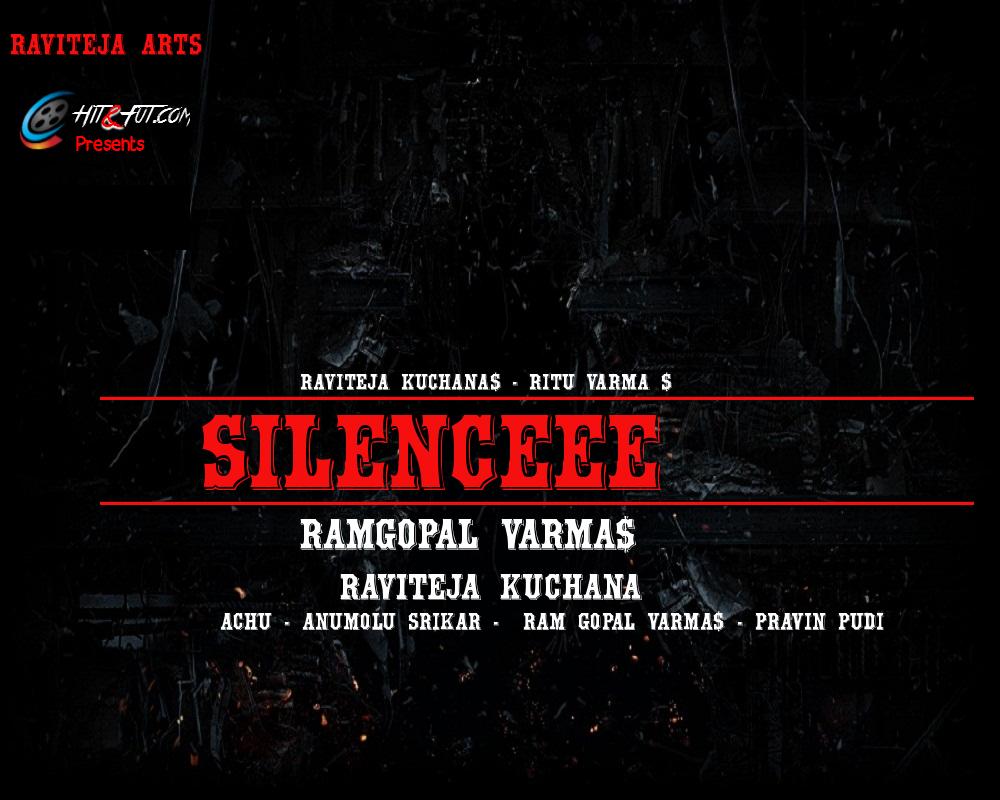 RAVITEJA ARTS
HIT&FUT.COM
Presents
RAVITEJA KUCHANA$ - RITU VARMA $
SILENCEEE
RAMGOPAL VARMA$
RAVITEJA KUCHANA
ACHU - ANUMOLU SRIKAR - RAM GOPAL VARMA$ - PRAVIN PUDI